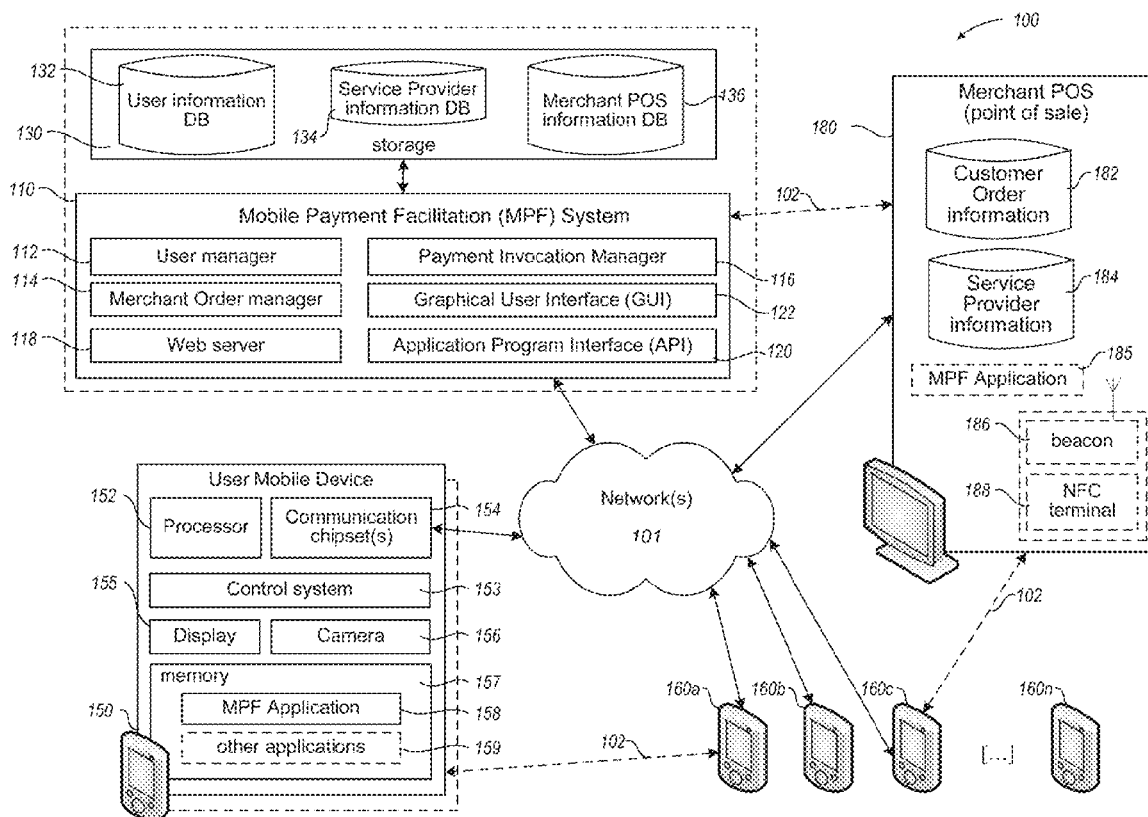 100
132
User information
DB
Service Provider
information DB
134
Merchant POS
information DB
136
130
storage
110
Mobile Payment Facilitation (MPF) System
112
User manager
Payment Invocation Manager
116
114
Merchant Order manager
Graphical User Interface (GUI)
122
118
Web server
Application Program Interface (API)
120
102
Merchant POS
(point of sale)
180
Customer
Order
information
182
Service
Provider
information
184
185
MPF Application
186
beacon
188
NFC
terminal
Network(s)
101
User Mobile Device
152
Processor
Communication
chipset(s)
154
Control system
153
155
Display
Camera
156
memory
157
MPF Application
158
other applications
159
150
102
102
160a
160b
160c
[...]
160n